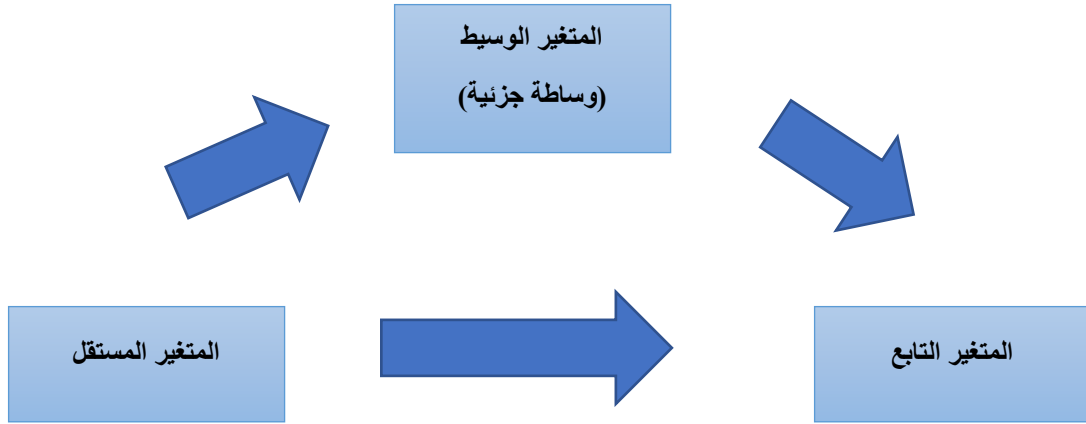 المتغير الوسيط
(وساطة جزئية)
المتغير المستقل
المتغير التابع